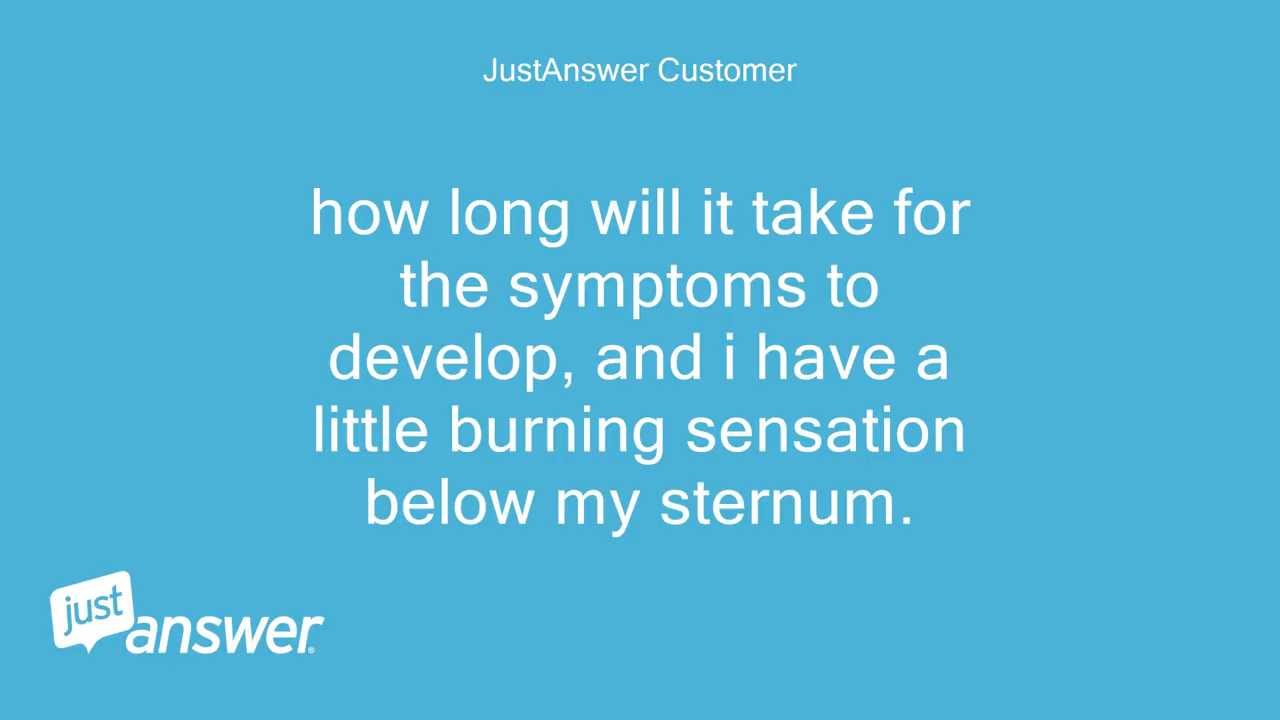 JustAnswer Customer
how long will it take for
the symptoms to
develop, and i have a
little burning sensation
below my sternum.
just
answer®